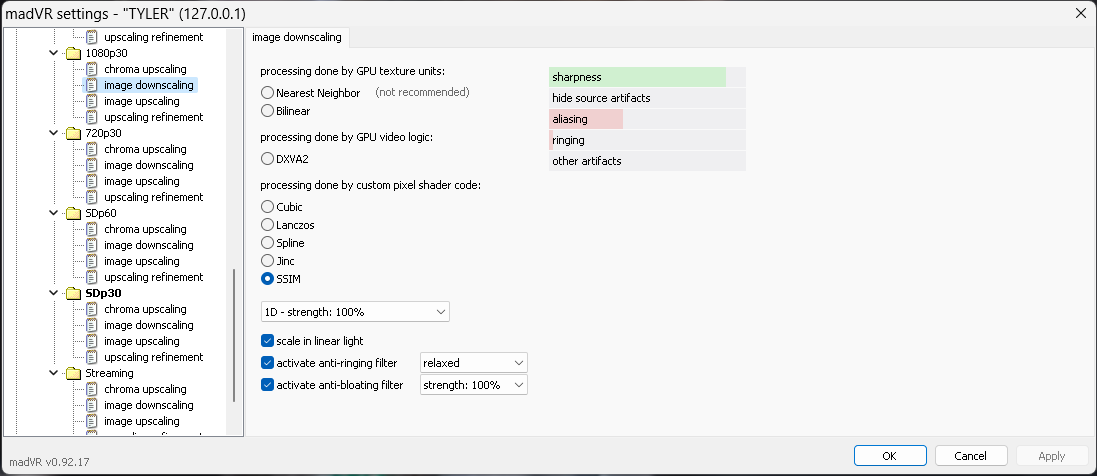 madVR settings - "TYLER" (127.0.0.1)
upscaling refinement
1080p30
chroma upscaling
image downscaling
image upscaling
upscaling refinement
720p30
chroma upscaling
image downscaling
image upscaling
upscaling refinement
SDp60
chroma upscaling
image downscaling
image upscaling
upscaling refinement
SDp30
chroma upscaling
image downscaling
image upscaling
upscaling refinement
Streaming
chroma upscaling
image downscaling
image upscaling
upscaling refinement
image downscaling
processing done by GPU texture units:
Nearest Neighbor (not recommended)
Bilinear
processing done by GPU video logic:
DXVA2
processing done by custom pixel shader code:
Cubic
Lanczos
Spline
Jinc
SSIM
1D - strength: 100%
scale in linear light
activate anti-ringing filter relaxed
activate anti-bloating filter strength: 100%
sharpness
hide source artifacts
aliasing
ringing
other artifacts
madVR v0.92.17
OK Cancel Apply